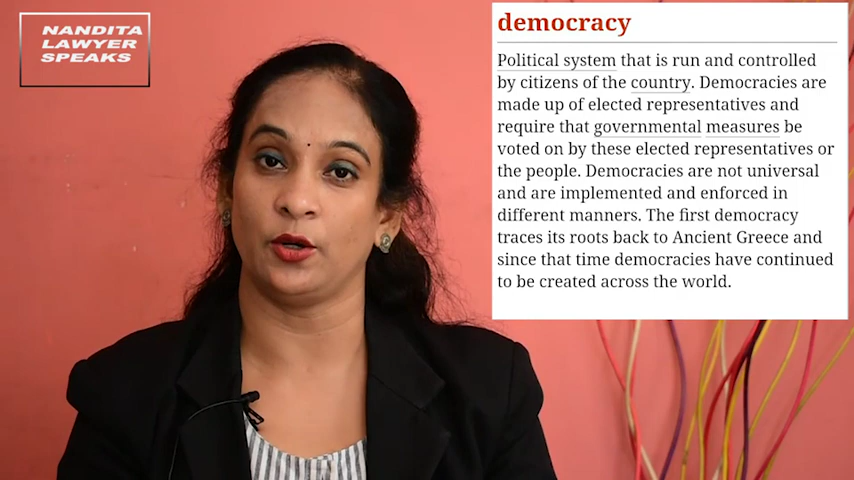 NANDITA
LAWYER
SPEAKS
democracy
Political system that is run and controlled
by citizens of the country. Democracies are
made up of elected representatives and
require that governmental measures be
voted on by these elected representatives or
the people. Democracies are not universal
and are implemented and enforced in
different manners. The first democracy
traces its roots back to Ancient Greece and
since that time democracies have continued
to be created across the world.